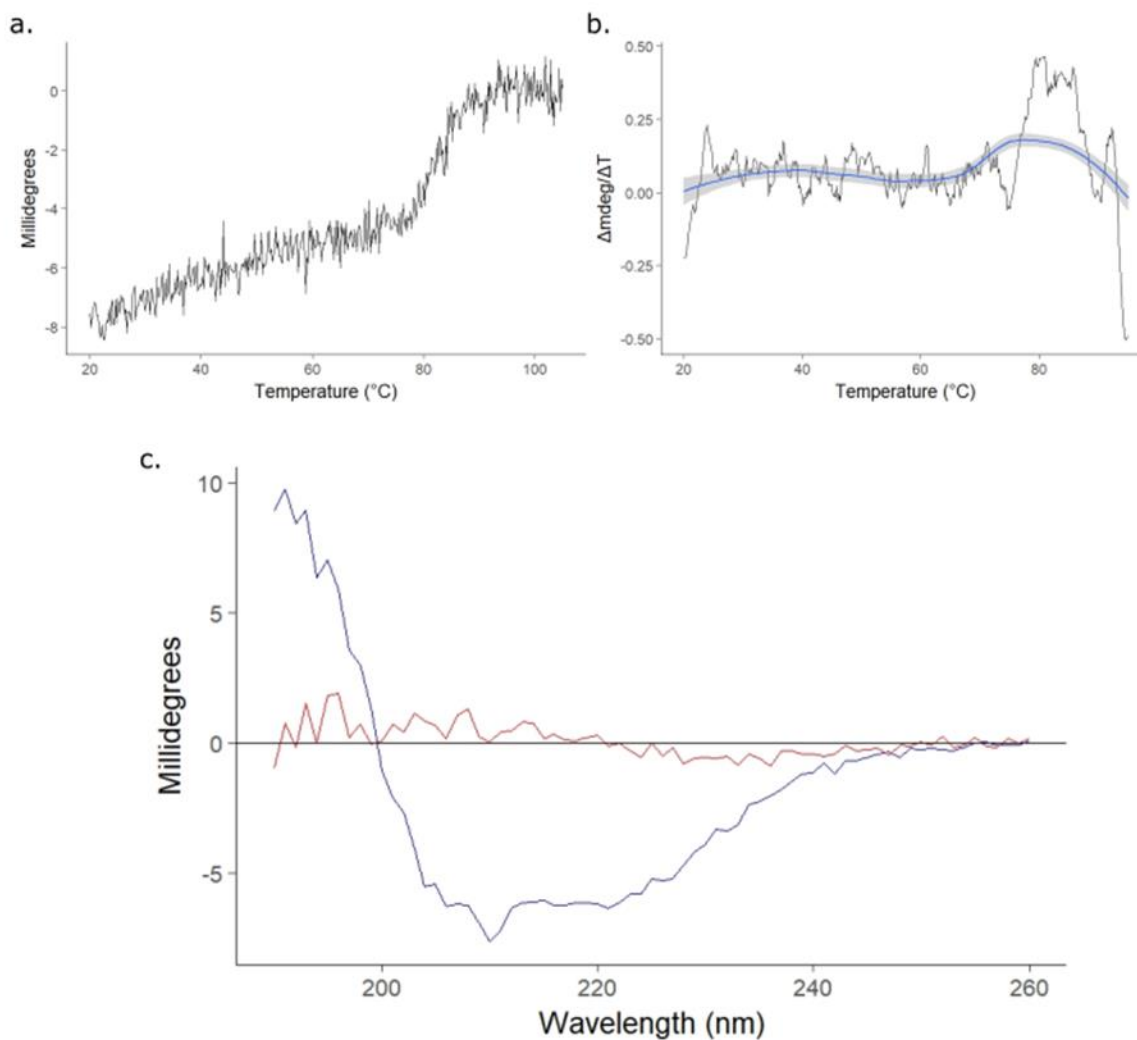 a.
0
-2
-4
-6
-8
Millidegrees
20 40 60 80 100
Temperature (°C)
b.
0.50
0.25
0.00
-0.25
-0.50
Δmdeg/ΔT
20 40 60 80
Temperature (°C)
c.
10
5
0
-5
Millidegrees
200 220 240 260
Wavelength (nm)